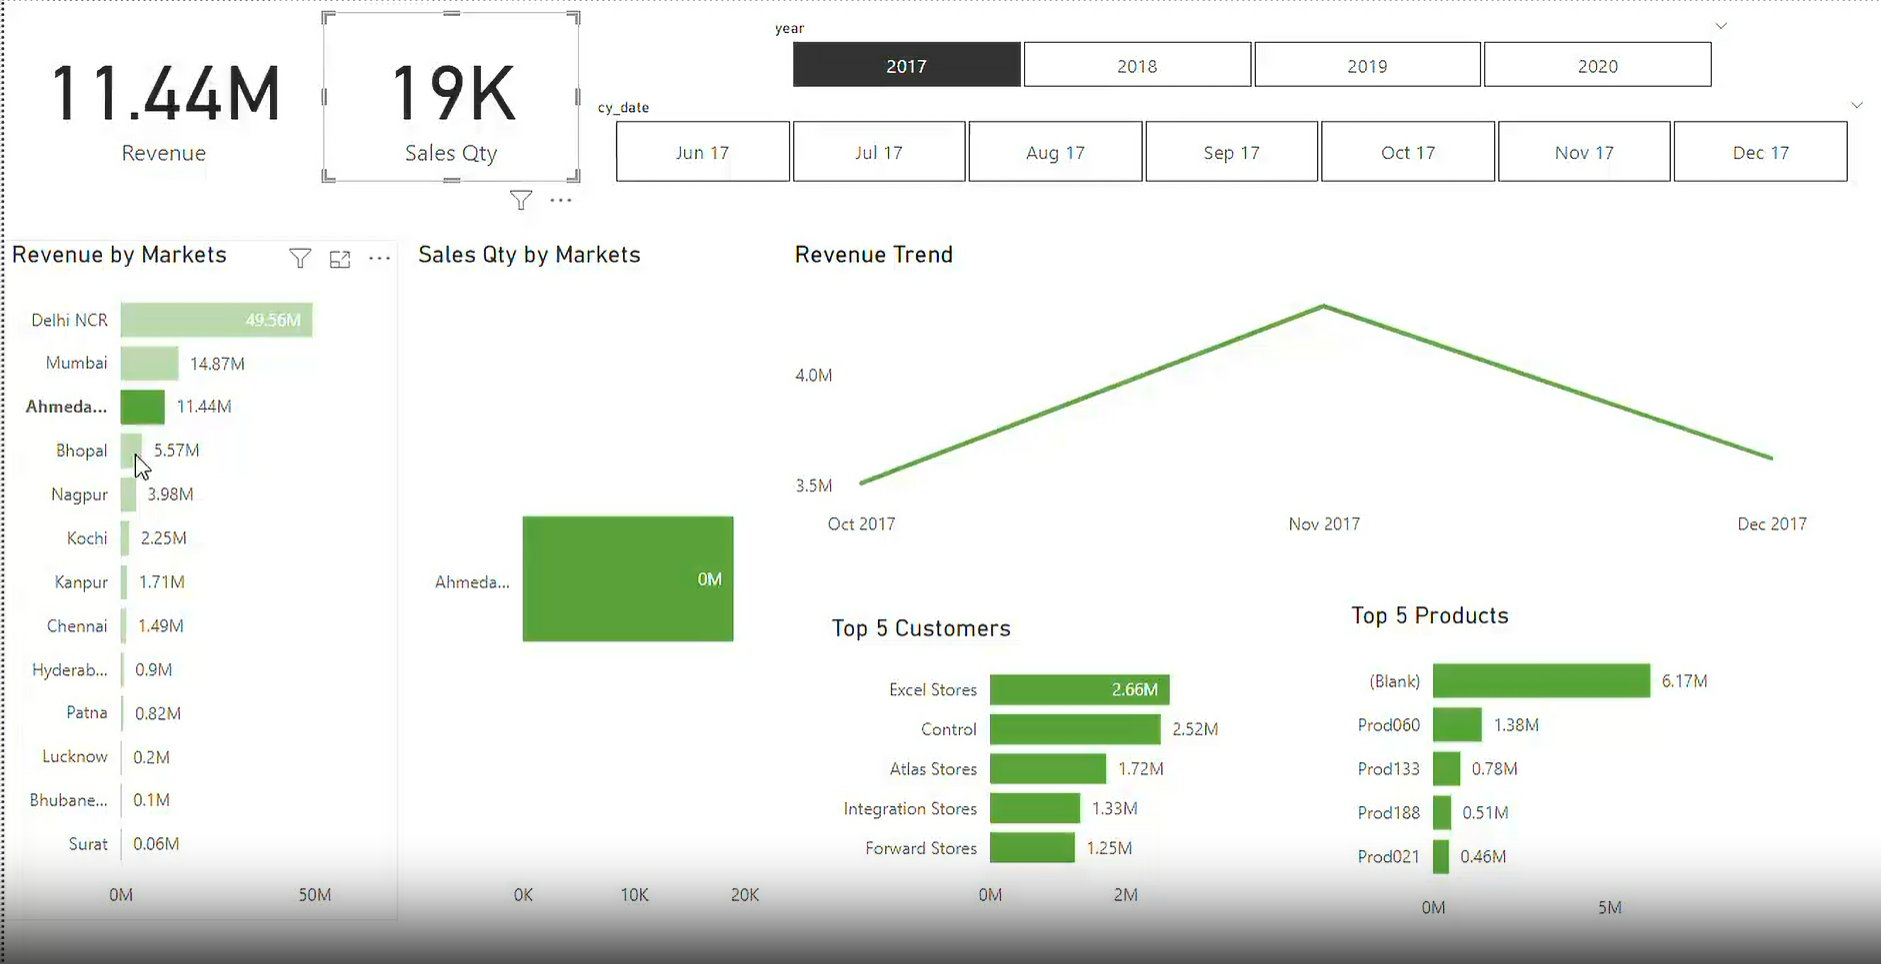 11.44M
Revenue
19K
Sales Qty
year
2017 2018 2019 2020
cy_date
Jun 17 Jul 17 Aug 17 Sep 17 Oct 17 Nov 17 Dec 17
Revenue by Markets
Delhi NCR 49.56M
Mumbai 14.87M
Ahmeda... 11.44M
Bhopal 5.57M
Nagpur 3.98M
Kochi 2.25M
Kanpur 1.71M
Chennai 1.49M
Hyderab... 0.9M
Patna 0.82M
Lucknow 0.2M
Bhubane... 0.1M
Surat 0.06M
0M 50M
Sales Qty by Markets
Ahmeda... 0M
0K 10K 20K
Revenue Trend
4.0M
3.5M
Oct 2017 Nov 2017 Dec 2017
Top 5 Customers
Excel Stores 2.66M
Control 2.52M
Atlas Stores 1.72M
Integration Stores 1.33M
Forward Stores 1.25M
0M 2M
Top 5 Products
(Blank) 6.17M
Prod060 1.38M
Prod133 0.78M
Prod188 0.51M
Prod021 0.46M
0M 5M